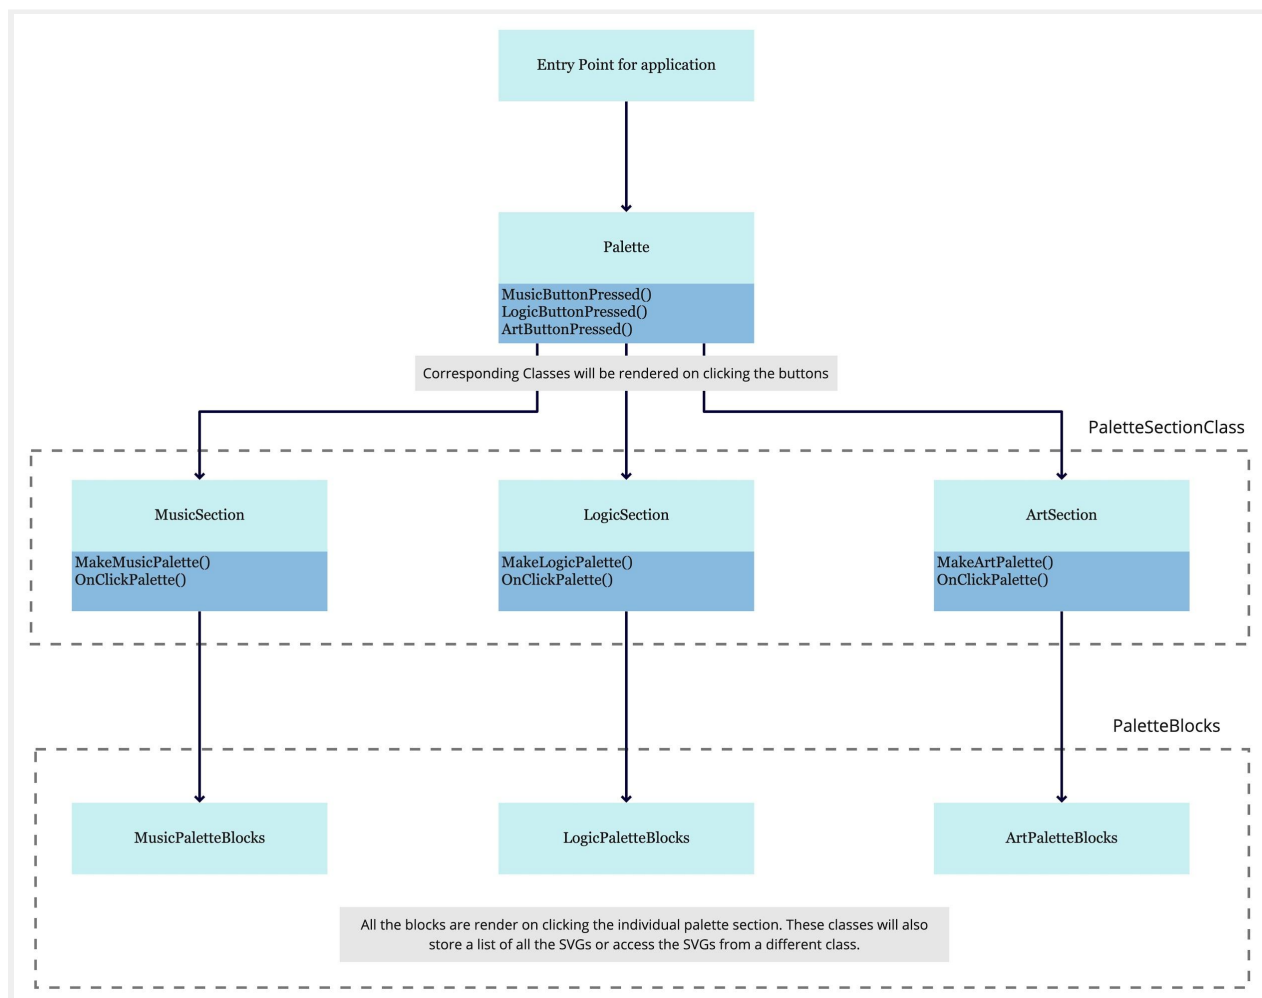 Entry Point for application
Palette
MusicButtonPressed()
LogicButtonPressed()
ArtButtonPressed()
Corresponding Classes will be rendered on clicking the buttons
PaletteSectionClass
MusicSection
MakeMusicPalette()
OnClickPalette()
LogicSection
MakeLogicPalette()
OnClickPalette()
ArtSection
MakeArtPalette()
OnClickPalette()
PaletteBlocks
MusicPaletteBlocks
LogicPaletteBlocks
ArtPaletteBlocks
All the blocks are render on clicking the individual palette section. These classes will also
store a list of all the SVGs or access the SVGs from a different class.